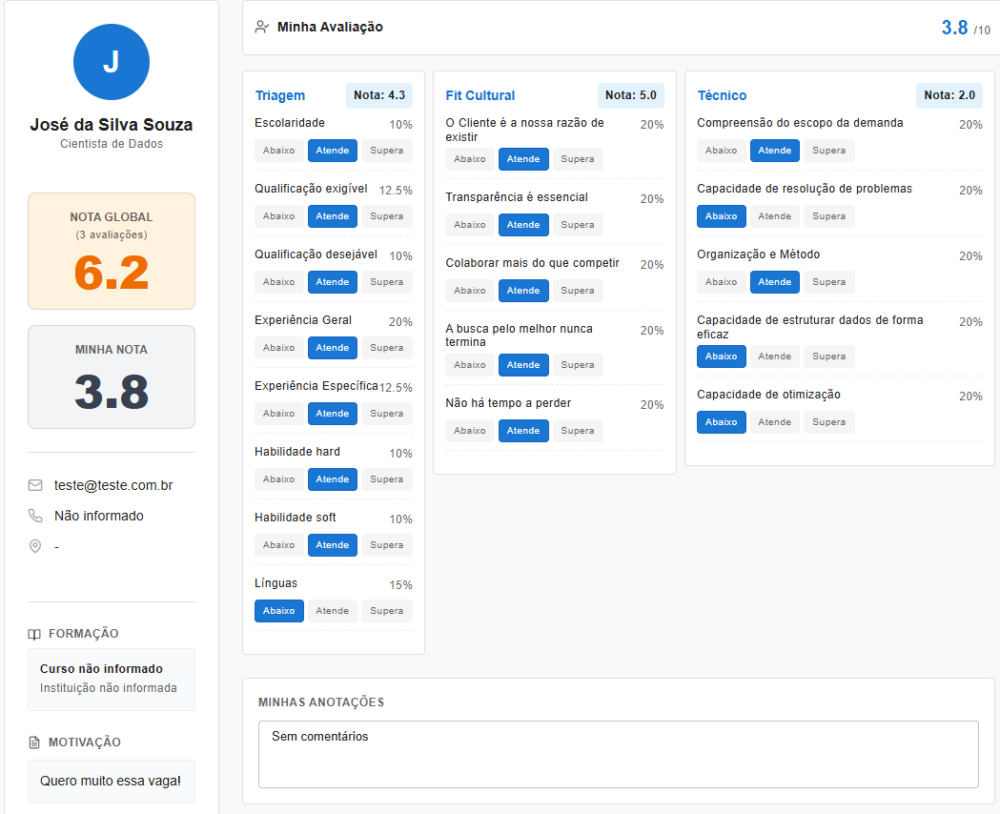 J
José da Silva Souza
Cientista de Dados
NOTA GLOBAL
(3 avaliações)
6.2
MINHA NOTA
3.8
teste@teste.com.br
Não informado
-
FORMAÇÃO
Curso não informado
Instituição não informada
MOTIVAÇÃO
Quero muito essa vaga!
Minha Avaliação
3.8 /10
Triagem Nota: 4.3
Escolaridade 10%
Abaixo Atende Supera
Qualificação exigível 12.5%
Abaixo Atende Supera
Qualificação desejável 10%
Abaixo Atende Supera
Experiência Geral 20%
Abaixo Atende Supera
Experiência Específica 12.5%
Abaixo Atende Supera
Habilidade hard 10%
Abaixo Atende Supera
Habilidade soft 10%
Abaixo Atende Supera
Línguas 15%
Abaixo Atende Supera
Fit Cultural Nota: 5.0
O Cliente é a nossa razão de 20%
existir
Abaixo Atende Supera
Transparência é essencial 20%
Abaixo Atende Supera
Colaborar mais do que competir 20%
Abaixo Atende Supera
A busca pelo melhor nunca 20%
termina
Abaixo Atende Supera
Não há tempo a perder 20%
Abaixo Atende Supera
Técnico Nota: 2.0
Compreensão do escopo da demanda 20%
Abaixo Atende Supera
Capacidade de resolução de problemas 20%
Abaixo Atende Supera
Organização e Método 20%
Abaixo Atende Supera
Capacidade de estruturar dados de forma 20%
eficaz
Abaixo Atende Supera
Capacidade de otimização 20%
Abaixo Atende Supera
MINHAS ANOTAÇÕES
Sem comentários